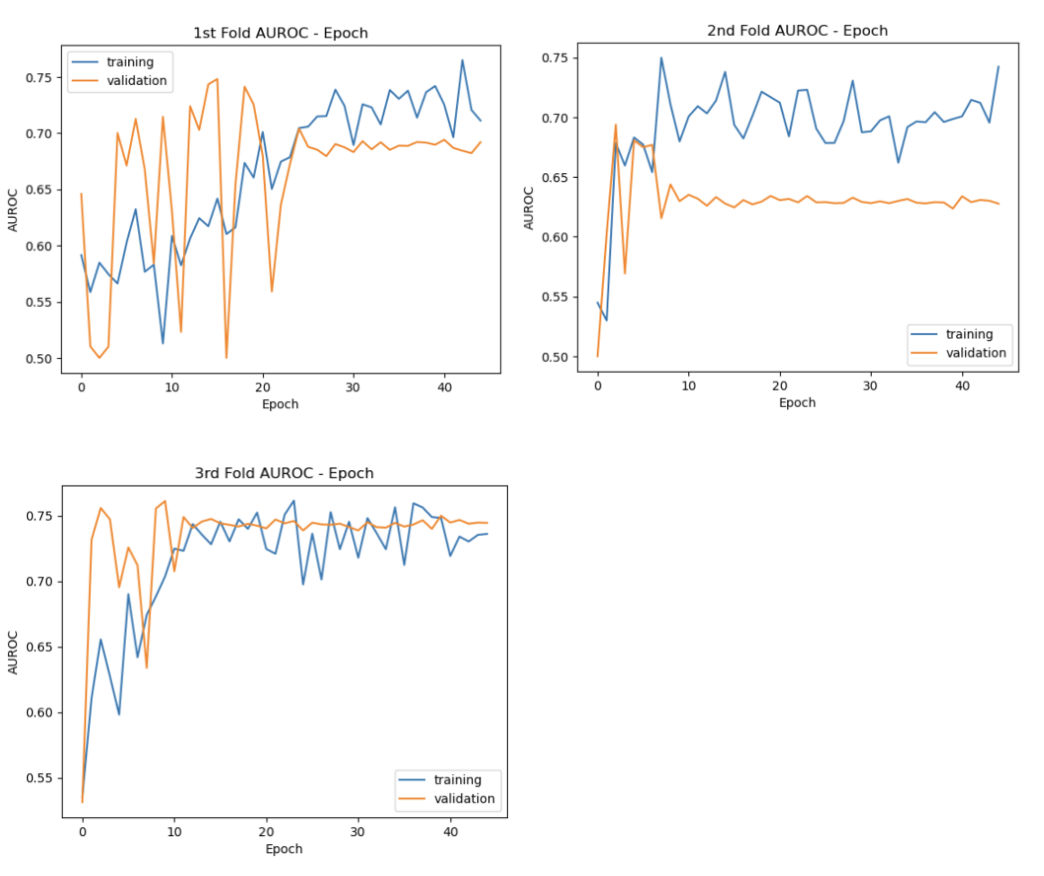 1st Fold AUROC - Epoch
training
validation
0.75
0.70
0.65
0.60
0.55
0.50
AUROC
0 10 20 30 40
Epoch
2nd Fold AUROC - Epoch
0.75
0.70
0.65
0.60
0.55
0.50
AUROC
training
validation
0 10 20 30 40
Epoch
3rd Fold AUROC - Epoch
0.75
0.70
0.65
0.60
0.55
AUROC
training
validation
0 10 20 30 40
Epoch